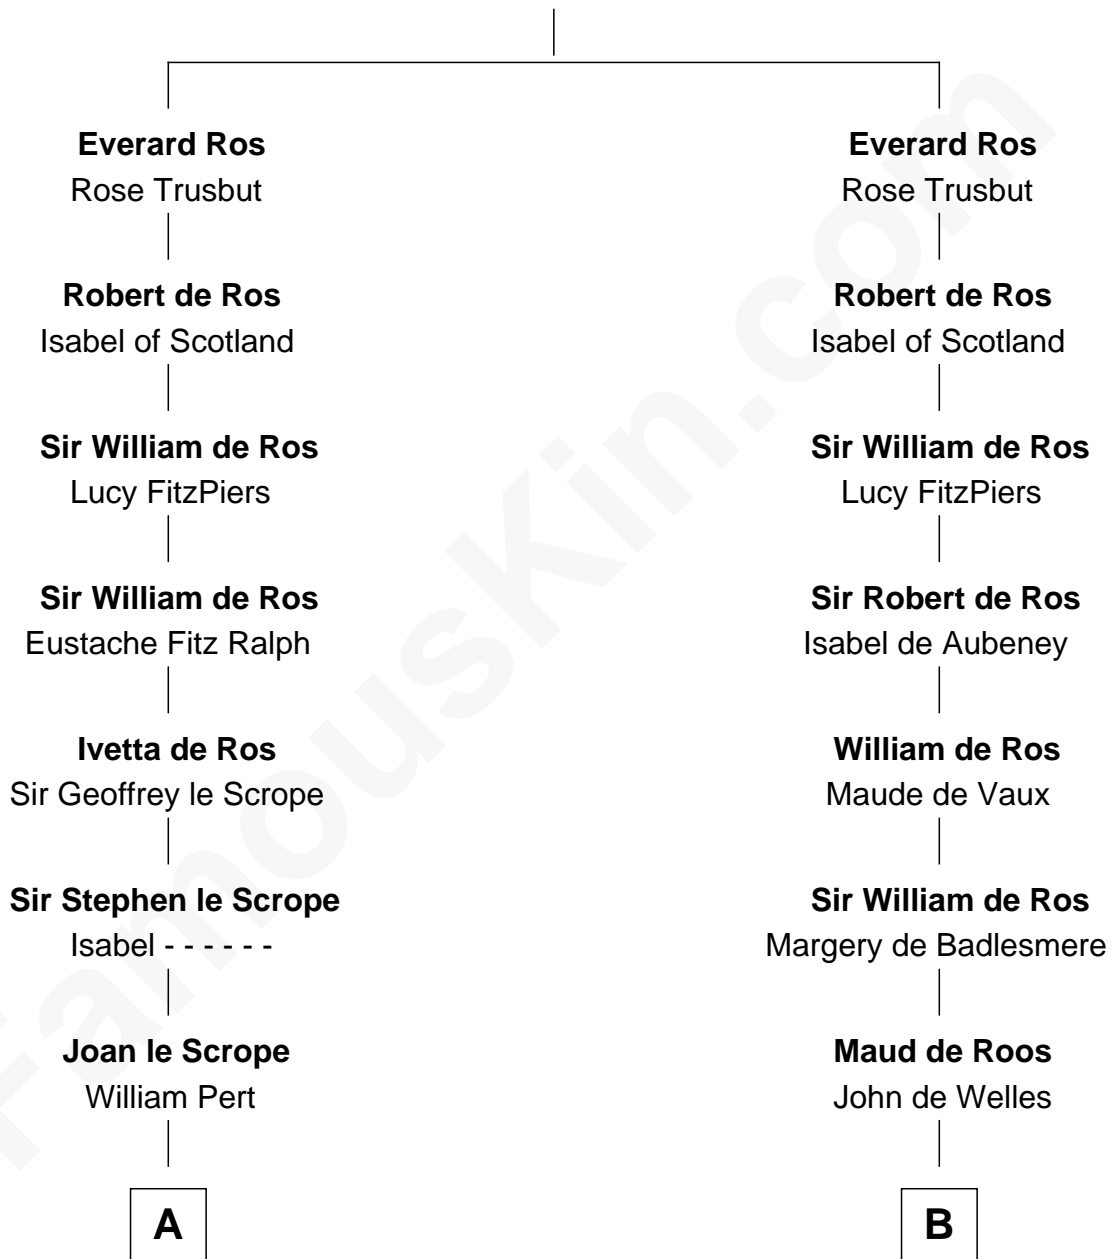 Everard Ros
Rose Trusbut
Robert de Ros
Isabel of Scotland
Sir William de Ros
Lucy FitzPiers
Sir William de Ros
Eustache Fitz Ralph
Ivetta de Ros
Sir Geoffrey le Scrope
Sir Stephen le Scrope
Isabel - - - - - -
Joan le Scrope
William Pert
A
Everard Ros
Rose Trusbut
Robert de Ros
Isabel of Scotland
Sir William de Ros
Lucy FitzPiers
Sir Robert de Ros
Isabel de Aubeney
William de Ros
Maude de Vaux
Sir William de Ros
Margery de Badlesmere
Maud de Roos
John de Welles
B
FamousKin.com